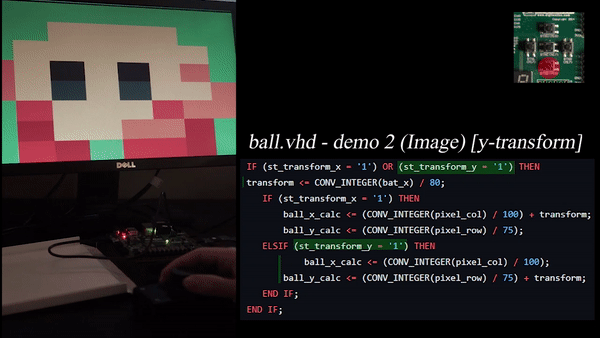 DELL
ball.vhd - demo 2 (Image) [y-transform]
IF (st_transform_x = '1') OR (st_transform_y = '1') THEN
transform <= CONV_INTEGER(bat_x) / 80;
IF (st_transform_x = '1') THEN
ball_x_calc <= (CONV_INTEGER(pixel_col) / 100) + transform;
ball_y_calc <= (CONV_INTEGER(pixel_row) / 75);
ELSIF (st_transform_y = '1') THEN
ball_x_calc <= (CONV_INTEGER(pixel_col) / 100);
ball_y_calc <= (CONV_INTEGER(pixel_row) / 75) + transform;
END IF;
END IF;